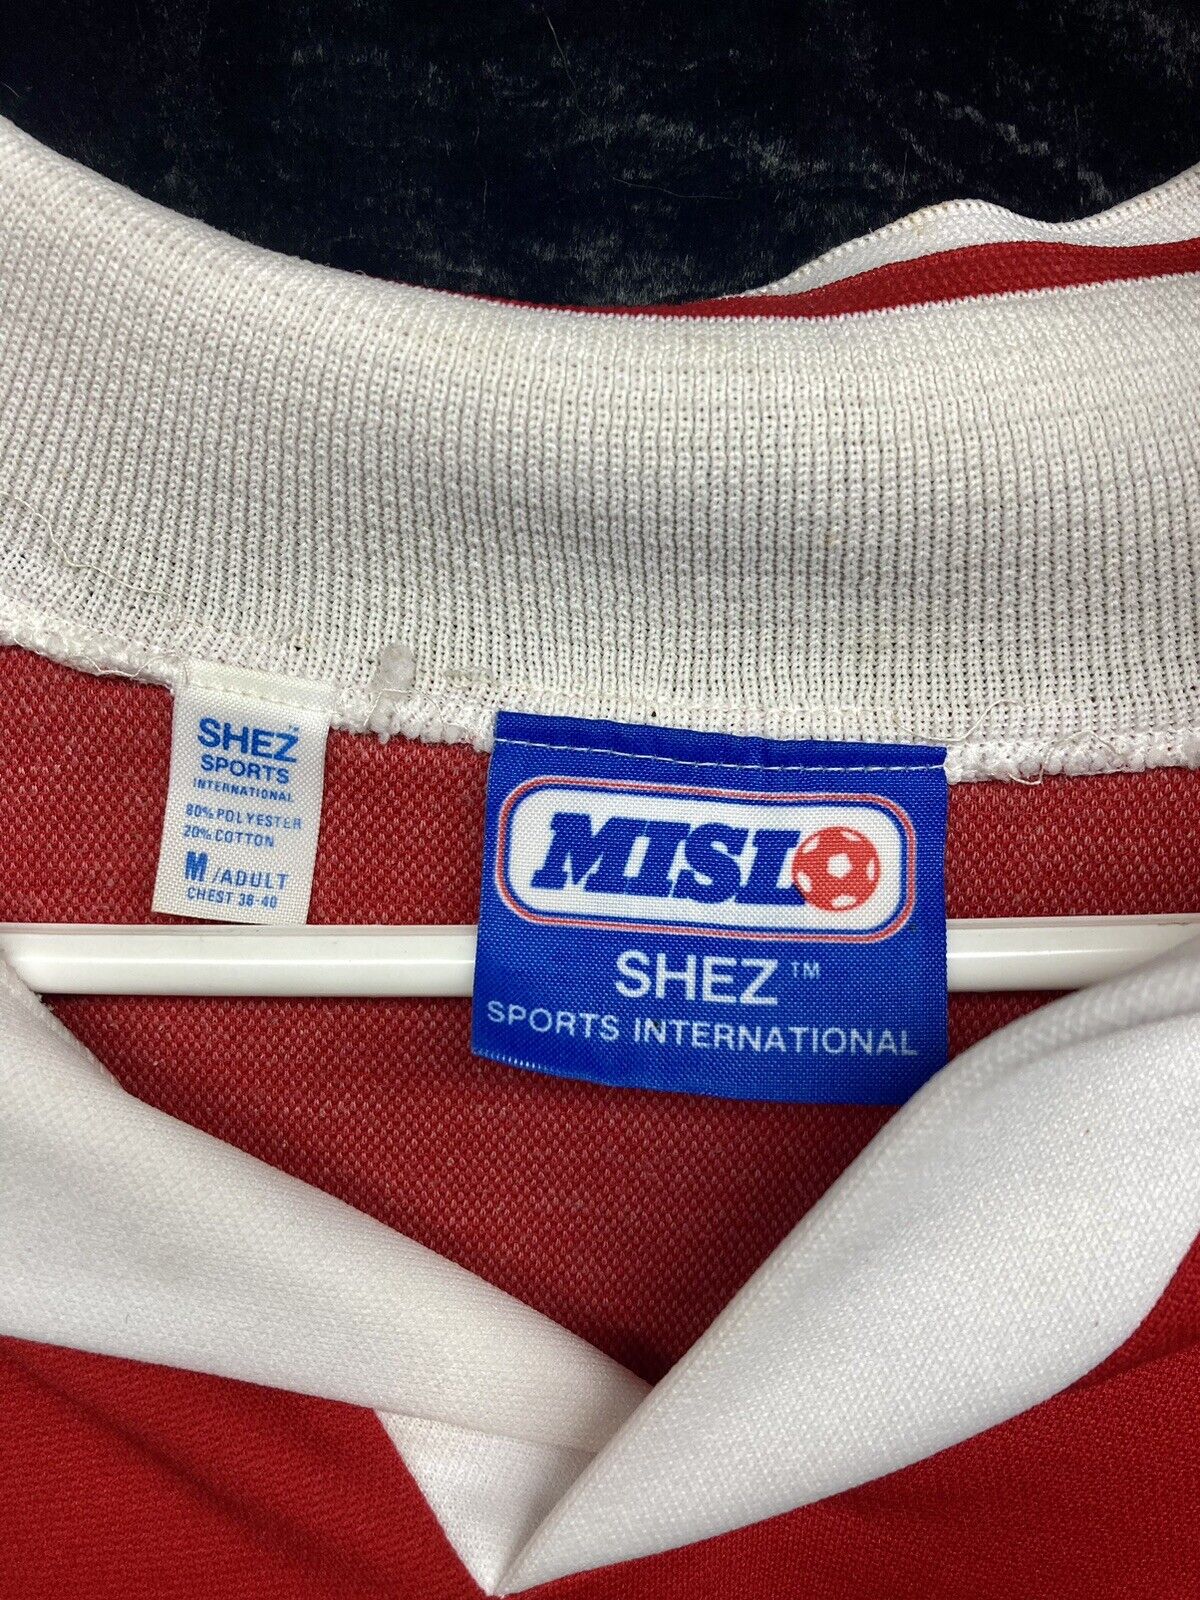 SHEZ
SPORTS
INTERNATIONAL
80% POLYESTER
20% COTTON
M/ADULT
CHEST 38-40
MISL
SHEZ™
SPORTS INTERNATIONAL